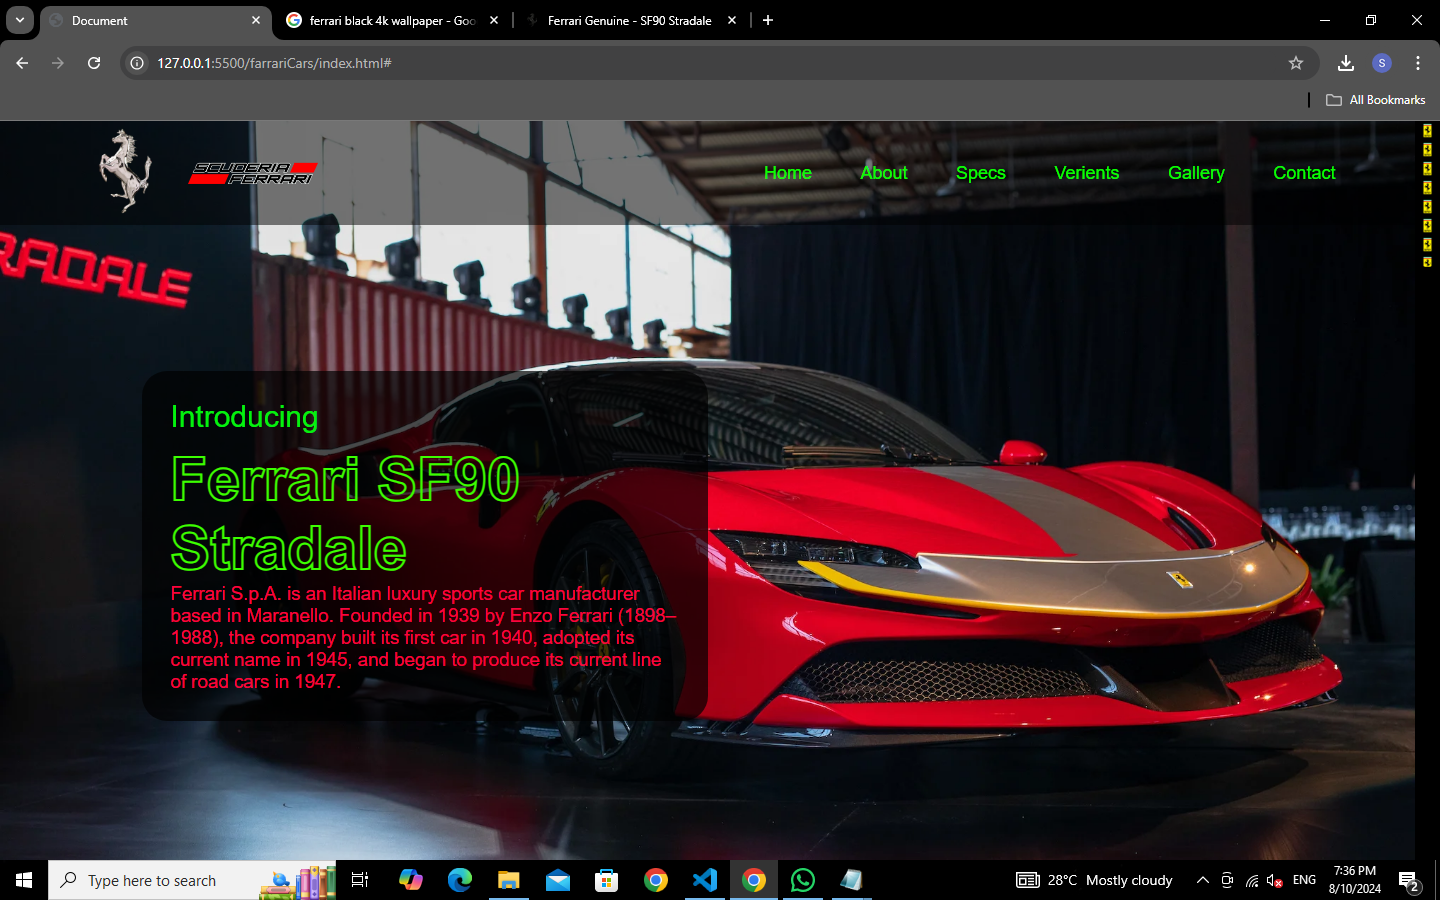 Document
ferrari black 4k wallpaper - Goo
Ferrari Genuine - SF90 Stradale
127.0.0.1:5500/farrariCars/index.html#
S
All Bookmarks
SCUDERIA
FERRARI
Home About Specs Verients Gallery Contact
RADALE
Introducing
Ferrari SF90
Stradale
Ferrari S.p.A. is an Italian luxury sports car manufacturer
based in Maranello. Founded in 1939 by Enzo Ferrari (1898–
1988), the company built its first car in 1940, adopted its
current name in 1945, and began to produce its current line
of road cars in 1947.
Type here to search
28°C Mostly cloudy
ENG
7:36 PM
8/10/2024
2